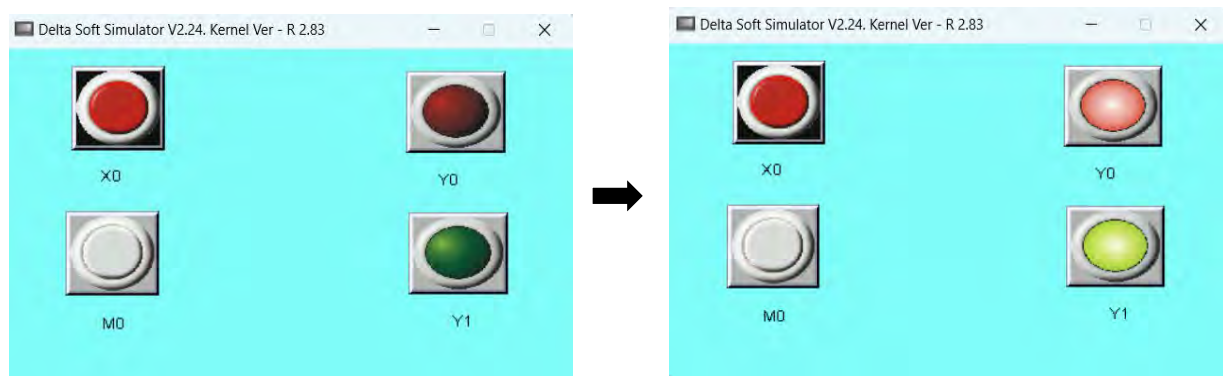 Delta Soft Simulator V2.24. Kernel Ver - R 2.83
X0
Y0
M0
Y1
Delta Soft Simulator V2.24. Kernel Ver - R 2.83
X0
Y0
M0
Y1